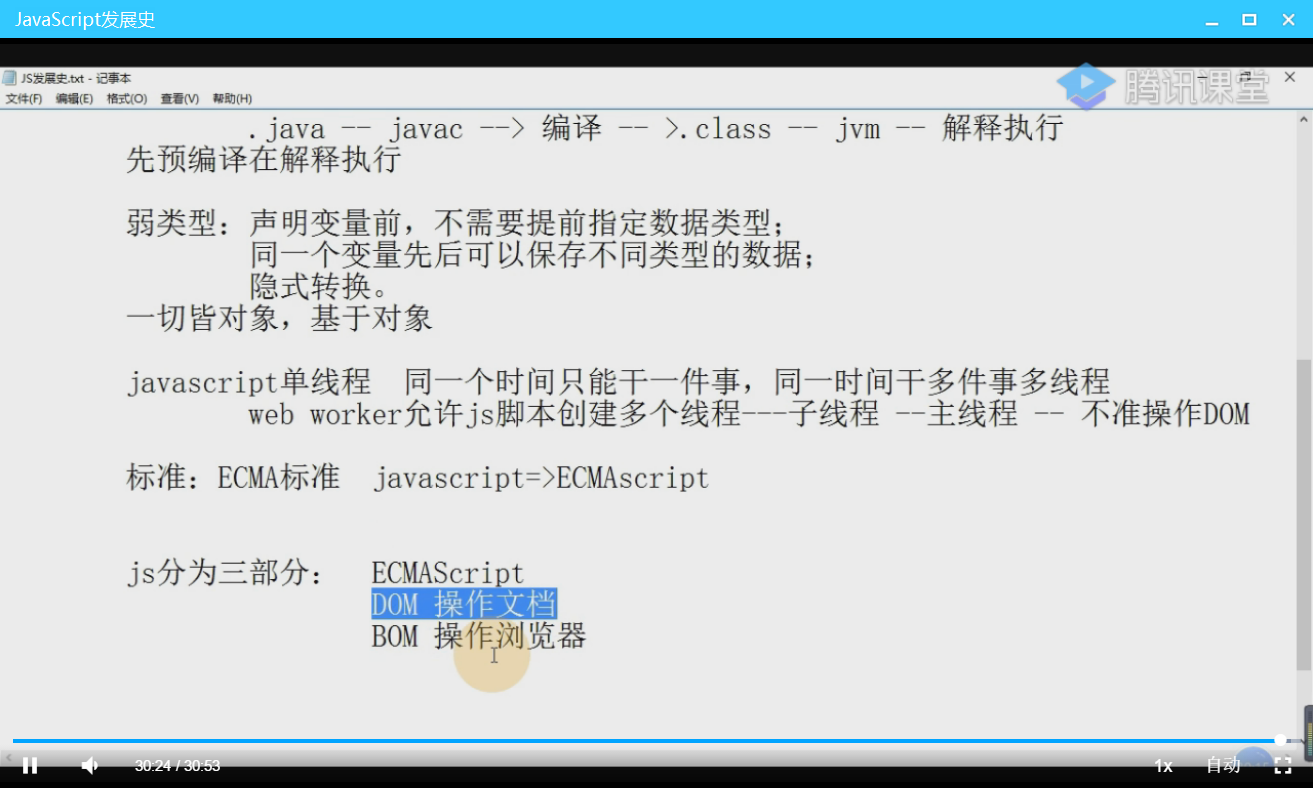 JavaScript发展史
JS发展史.txt - 记事本
腾讯课堂
文件(F) 编辑(E) 格式(O) 查看(V) 帮助(H)
.java -- javac --> 编译 -- >.class -- jvm -- 解释执行
先预编译在解释执行
弱类型：声明变量前，不需要提前指定数据类型；
同一个变量先后可以保存不同类型的数据；
隐式转换。
一切皆对象，基于对象
javascript单线程 同一个时间只能干一件事，同一时间干多件事多线程
web worker允许js脚本创建多个线程---子线程 --主线程 -- 不准操作DOM
标准：ECMA标准 javascript=>ECMAscript
js分为三部分： ECMAScript
DOM 操作文档
BOM 操作浏览器
30:24 / 30:53 1x 自动